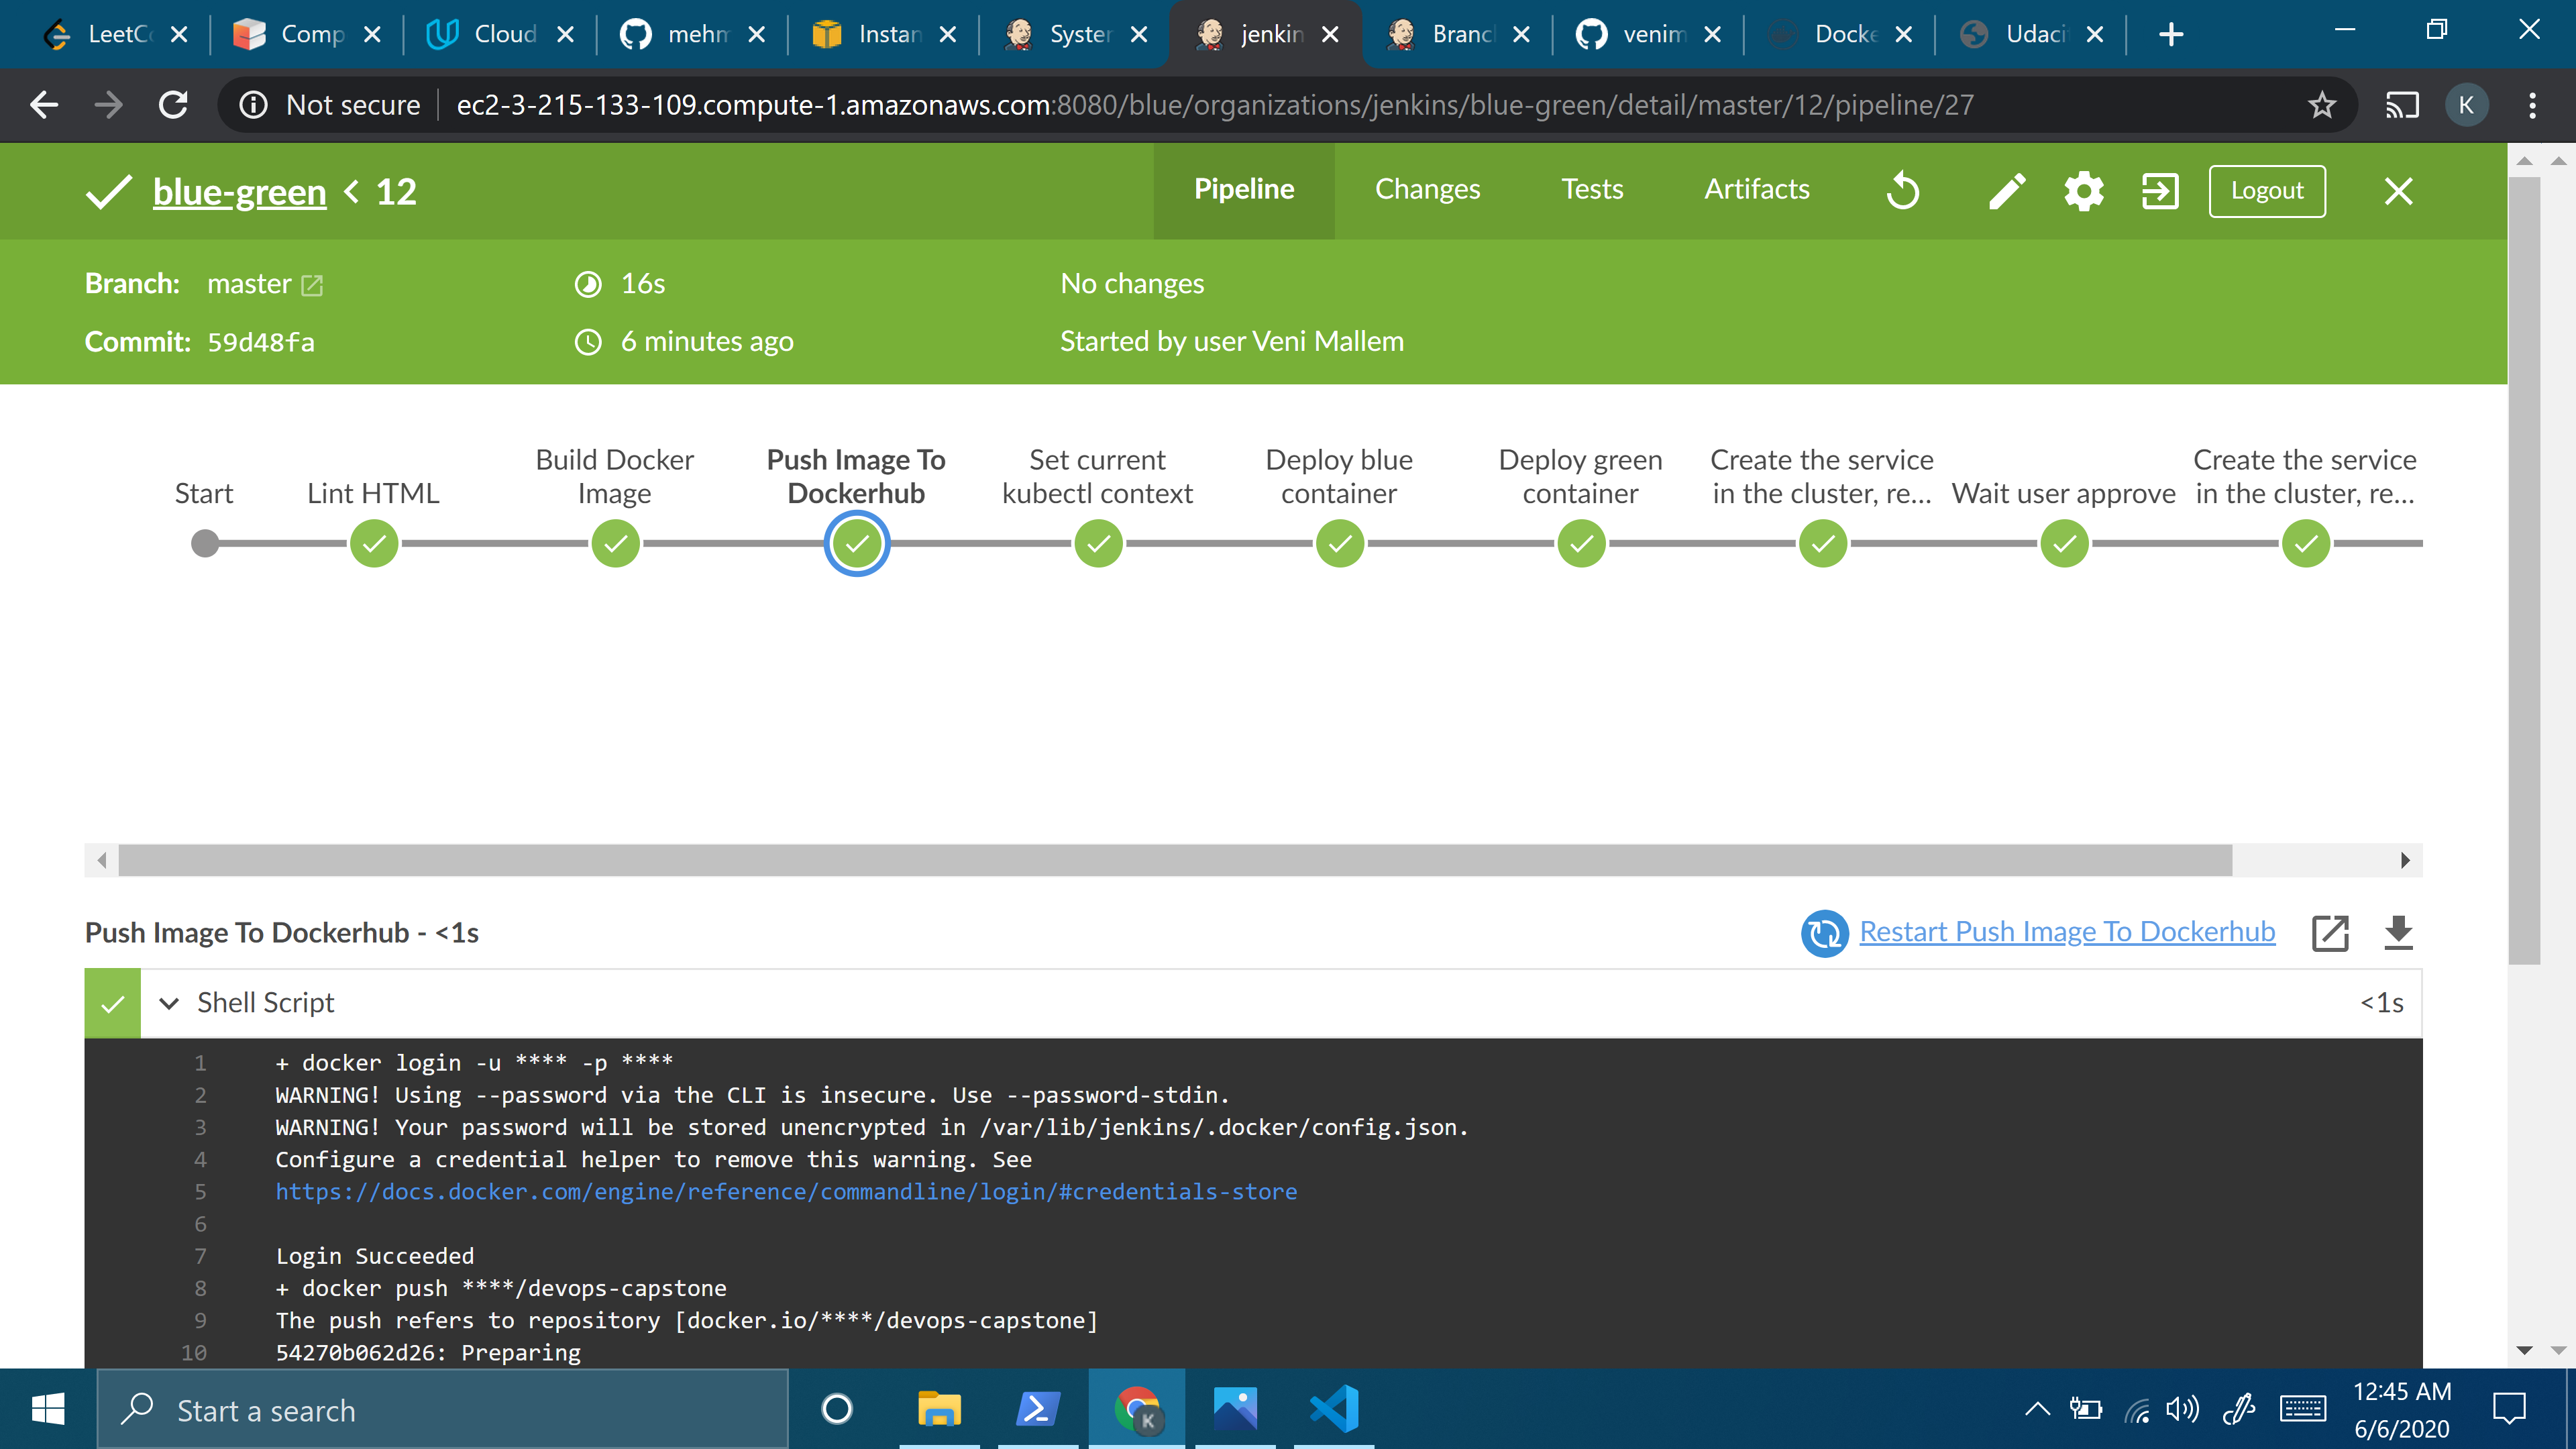 LeetCo
Comp
Cloud
mehm
Instan
System
jenkin
Branch
venim
Docke
Udaci
Not secure
ec2-3-215-133-109.compute-1.amazonaws.com:8080/blue/organizations/jenkins/blue-green/detail/master/12/pipeline/27
K
blue-green < 12
Pipeline
Changes
Tests
Artifacts
Logout
Branch: master
16s
No changes
Commit: 59d48fa
6 minutes ago
Started by user Veni Mallem
Start
Lint HTML
Build Docker
Image
Push Image To
Dockerhub
Set current
kubectl context
Deploy blue
container
Deploy green
container
Create the service
in the cluster, re...
Wait user approve
Create the service
in the cluster, re...
Push Image To Dockerhub - <1s
Restart Push Image To Dockerhub
Shell Script
<1s
1 + docker login -u **** -p ****
2 WARNING! Using --password via the CLI is insecure. Use --password-stdin.
3 WARNING! Your password will be stored unencrypted in /var/lib/jenkins/.docker/config.json.
4 Configure a credential helper to remove this warning. See
5 https://docs.docker.com/engine/reference/commandline/login/#credentials-store
6
7 Login Succeeded
8 + docker push ****/devops-capstone
9 The push refers to repository [docker.io/****/devops-capstone]
10 54270b062d26: Preparing
Start a search
K
12:45 AM
6/6/2020